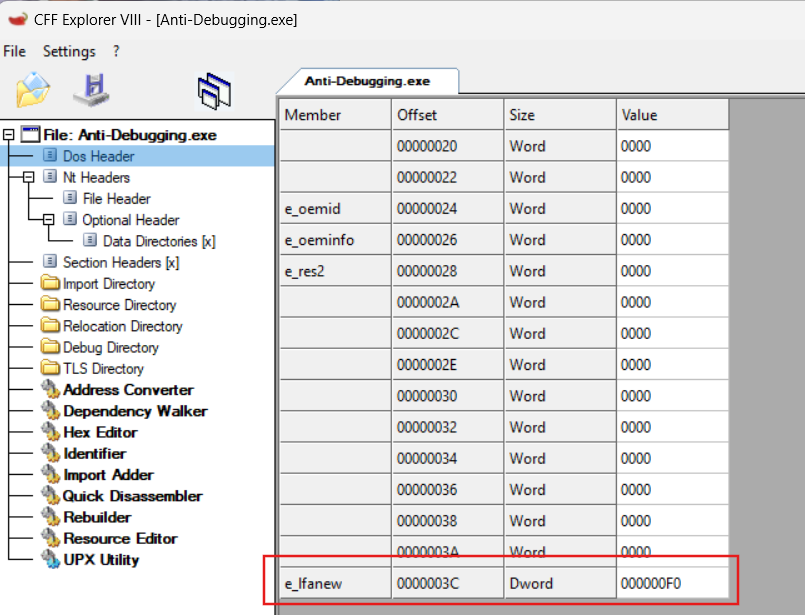 CFF Explorer VIII - [Anti-Debugging.exe]
File Settings ?
File: Anti-Debugging.exe
Dos Header
Nt Headers
File Header
Optional Header
Data Directories [x]
Section Headers [x]
Import Directory
Resource Directory
Relocation Directory
Debug Directory
TLS Directory
Address Converter
Dependency Walker
Hex Editor
Identifier
Import Adder
Quick Disassembler
Rebuilder
Resource Editor
UPX Utility
Anti-Debugging.exe
Member Offset Size Value
00000020 Word 0000
00000022 Word 0000
e_oemid 00000024 Word 0000
e_oeminfo 00000026 Word 0000
e_res2 00000028 Word 0000
0000002A Word 0000
0000002C Word 0000
0000002E Word 0000
00000030 Word 0000
00000032 Word 0000
00000034 Word 0000
00000036 Word 0000
00000038 Word 0000
0000003A Word 0000
e_lfanew 0000003C Dword 000000F0